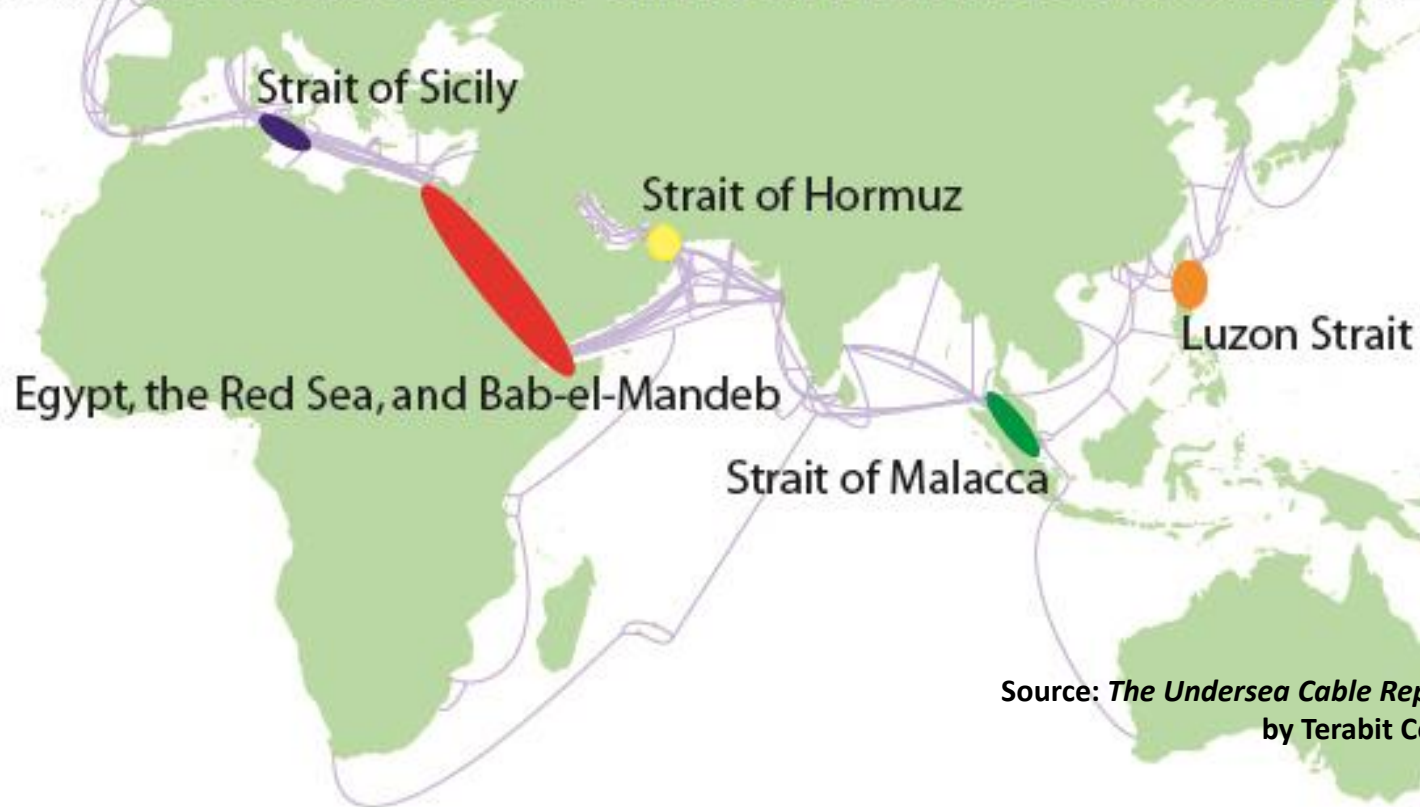 Strait of Sicily
Strait of Hormuz
Luzon Strait
Egypt, the Red Sea, and Bab-el-Mandeb
Strait of Malacca
Source: The Undersea Cable
by Terabit